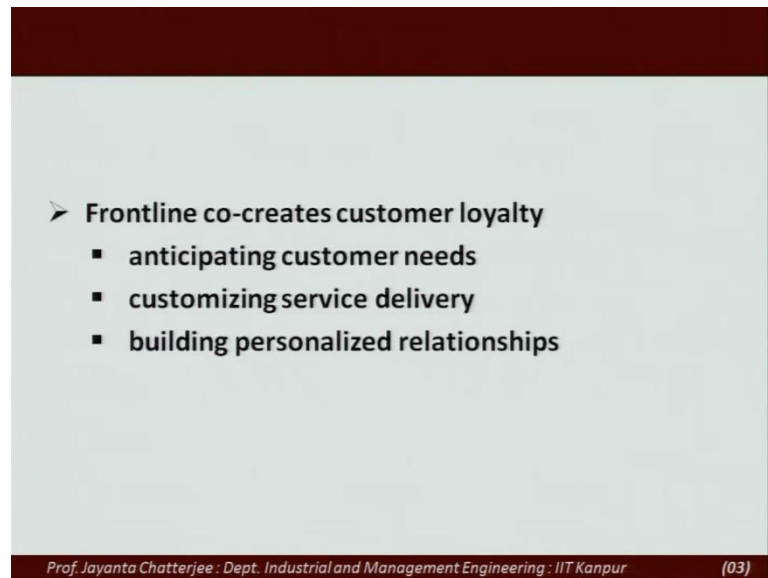 ➢ Frontline co-creates customer loyalty
▪ anticipating customer needs
▪ customizing service delivery
▪ building personalized relationships
Prof. Jayanta Chatterjee : Dept. Industrial and Management Engineering : IIT Kanpur (03)